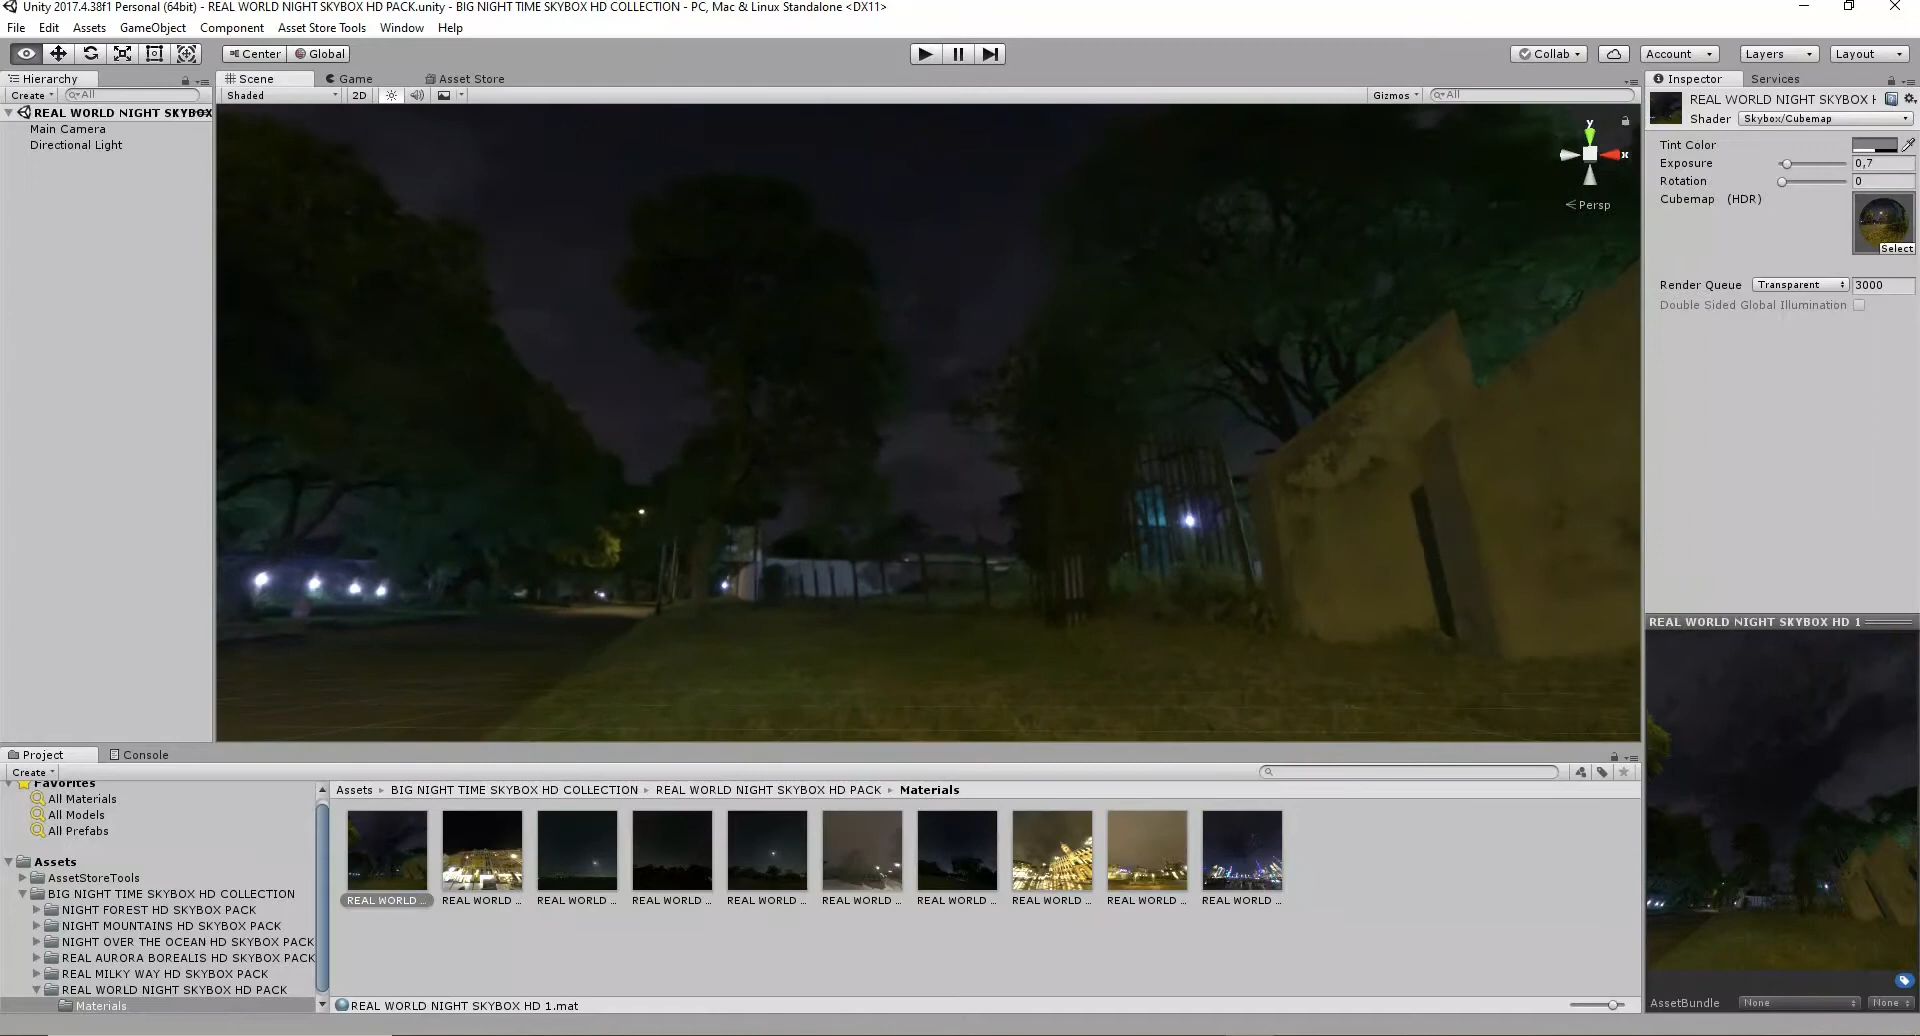 Unity 2017.4.38f1 Personal (64bit) - REAL WORLD NIGHT SKYBOX HD PACK.unity - BIG NIGHT TIME SKYBOX HD COLLECTION - PC, Mac & Linux Standalone <DX11>
File Edit Assets GameObject Component Asset Store Tools Window Help
Center Global Collab Account Layers Layout
Hierarchy Scene Game Asset Store Inspector Services
Create All Shaded 2D Gizmos All
REAL WORLD NIGHT SKYBOX
Main Camera
Directional Light
y
x
Persp
REAL WORLD NIGHT SKYBOX H
Shader Skybox/Cubemap
Tint Color
Exposure 0,7
Rotation 0
Cubemap (HDR)
Select
Render Queue Transparent 3000
Double Sided Global Illumination
REAL WORLD NIGHT SKYBOX HD 1
Project Console
Create
Favorites
All Materials
All Models
All Prefabs
Assets
AssetStoreTools
BIG NIGHT TIME SKYBOX HD COLLECTION
NIGHT FOREST HD SKYBOX PACK
NIGHT MOUNTAINS HD SKYBOX PACK
NIGHT OVER THE OCEAN HD SKYBOX PACK
REAL AURORA BOREALIS HD SKYBOX PACK
REAL MILKY WAY HD SKYBOX PACK
REAL WORLD NIGHT SKYBOX HD PACK
Materials
Assets BIG NIGHT TIME SKYBOX HD COLLECTION REAL WORLD NIGHT SKYBOX HD PACK Materials
REAL WORLD ... REAL WORLD ... REAL WORLD ... REAL WORLD ... REAL WORLD ... REAL WORLD ... REAL WORLD ... REAL WORLD ... REAL WORLD ... REAL WORLD ...
REAL WORLD NIGHT SKYBOX HD 1.mat
AssetBundle None None